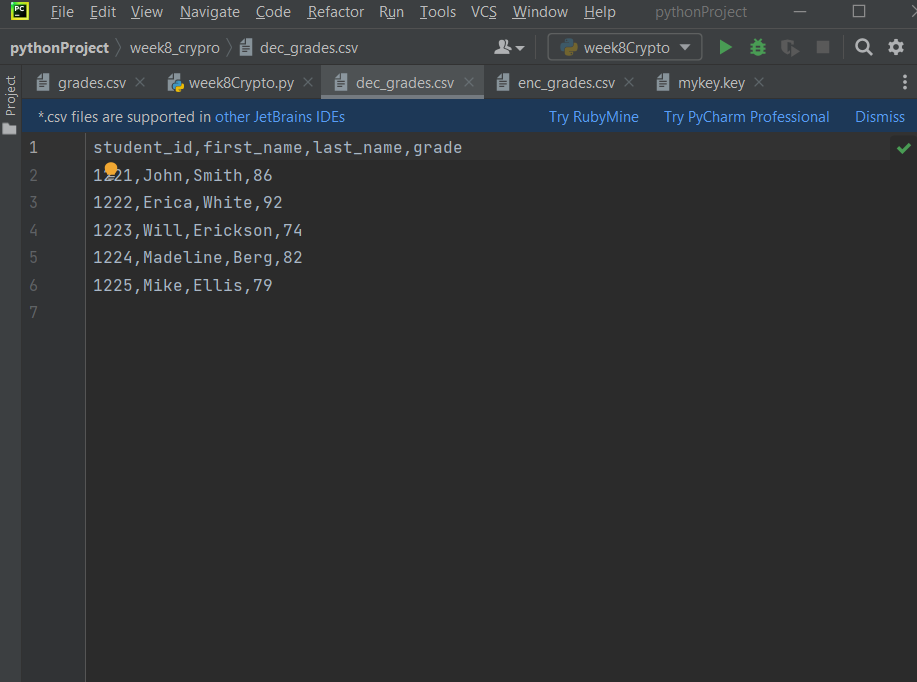 PC File Edit View Navigate Code Refactor Run Tools VCS Window Help pythonProject
pythonProject week8_crypro dec_grades.csv week8Crypto
grades.csv week8Crypto.py dec_grades.csv enc_grades.csv mykey.key
Project
*.csv files are supported in other JetBrains IDEs Try RubyMine Try PyCharm Professional Dismiss
1 student_id,first_name,last_name,grade
2 1221,John,Smith,86
3 1222,Erica,White,92
4 1223,Will,Erickson,74
5 1224,Madeline,Berg,82
6 1225,Mike,Ellis,79
7